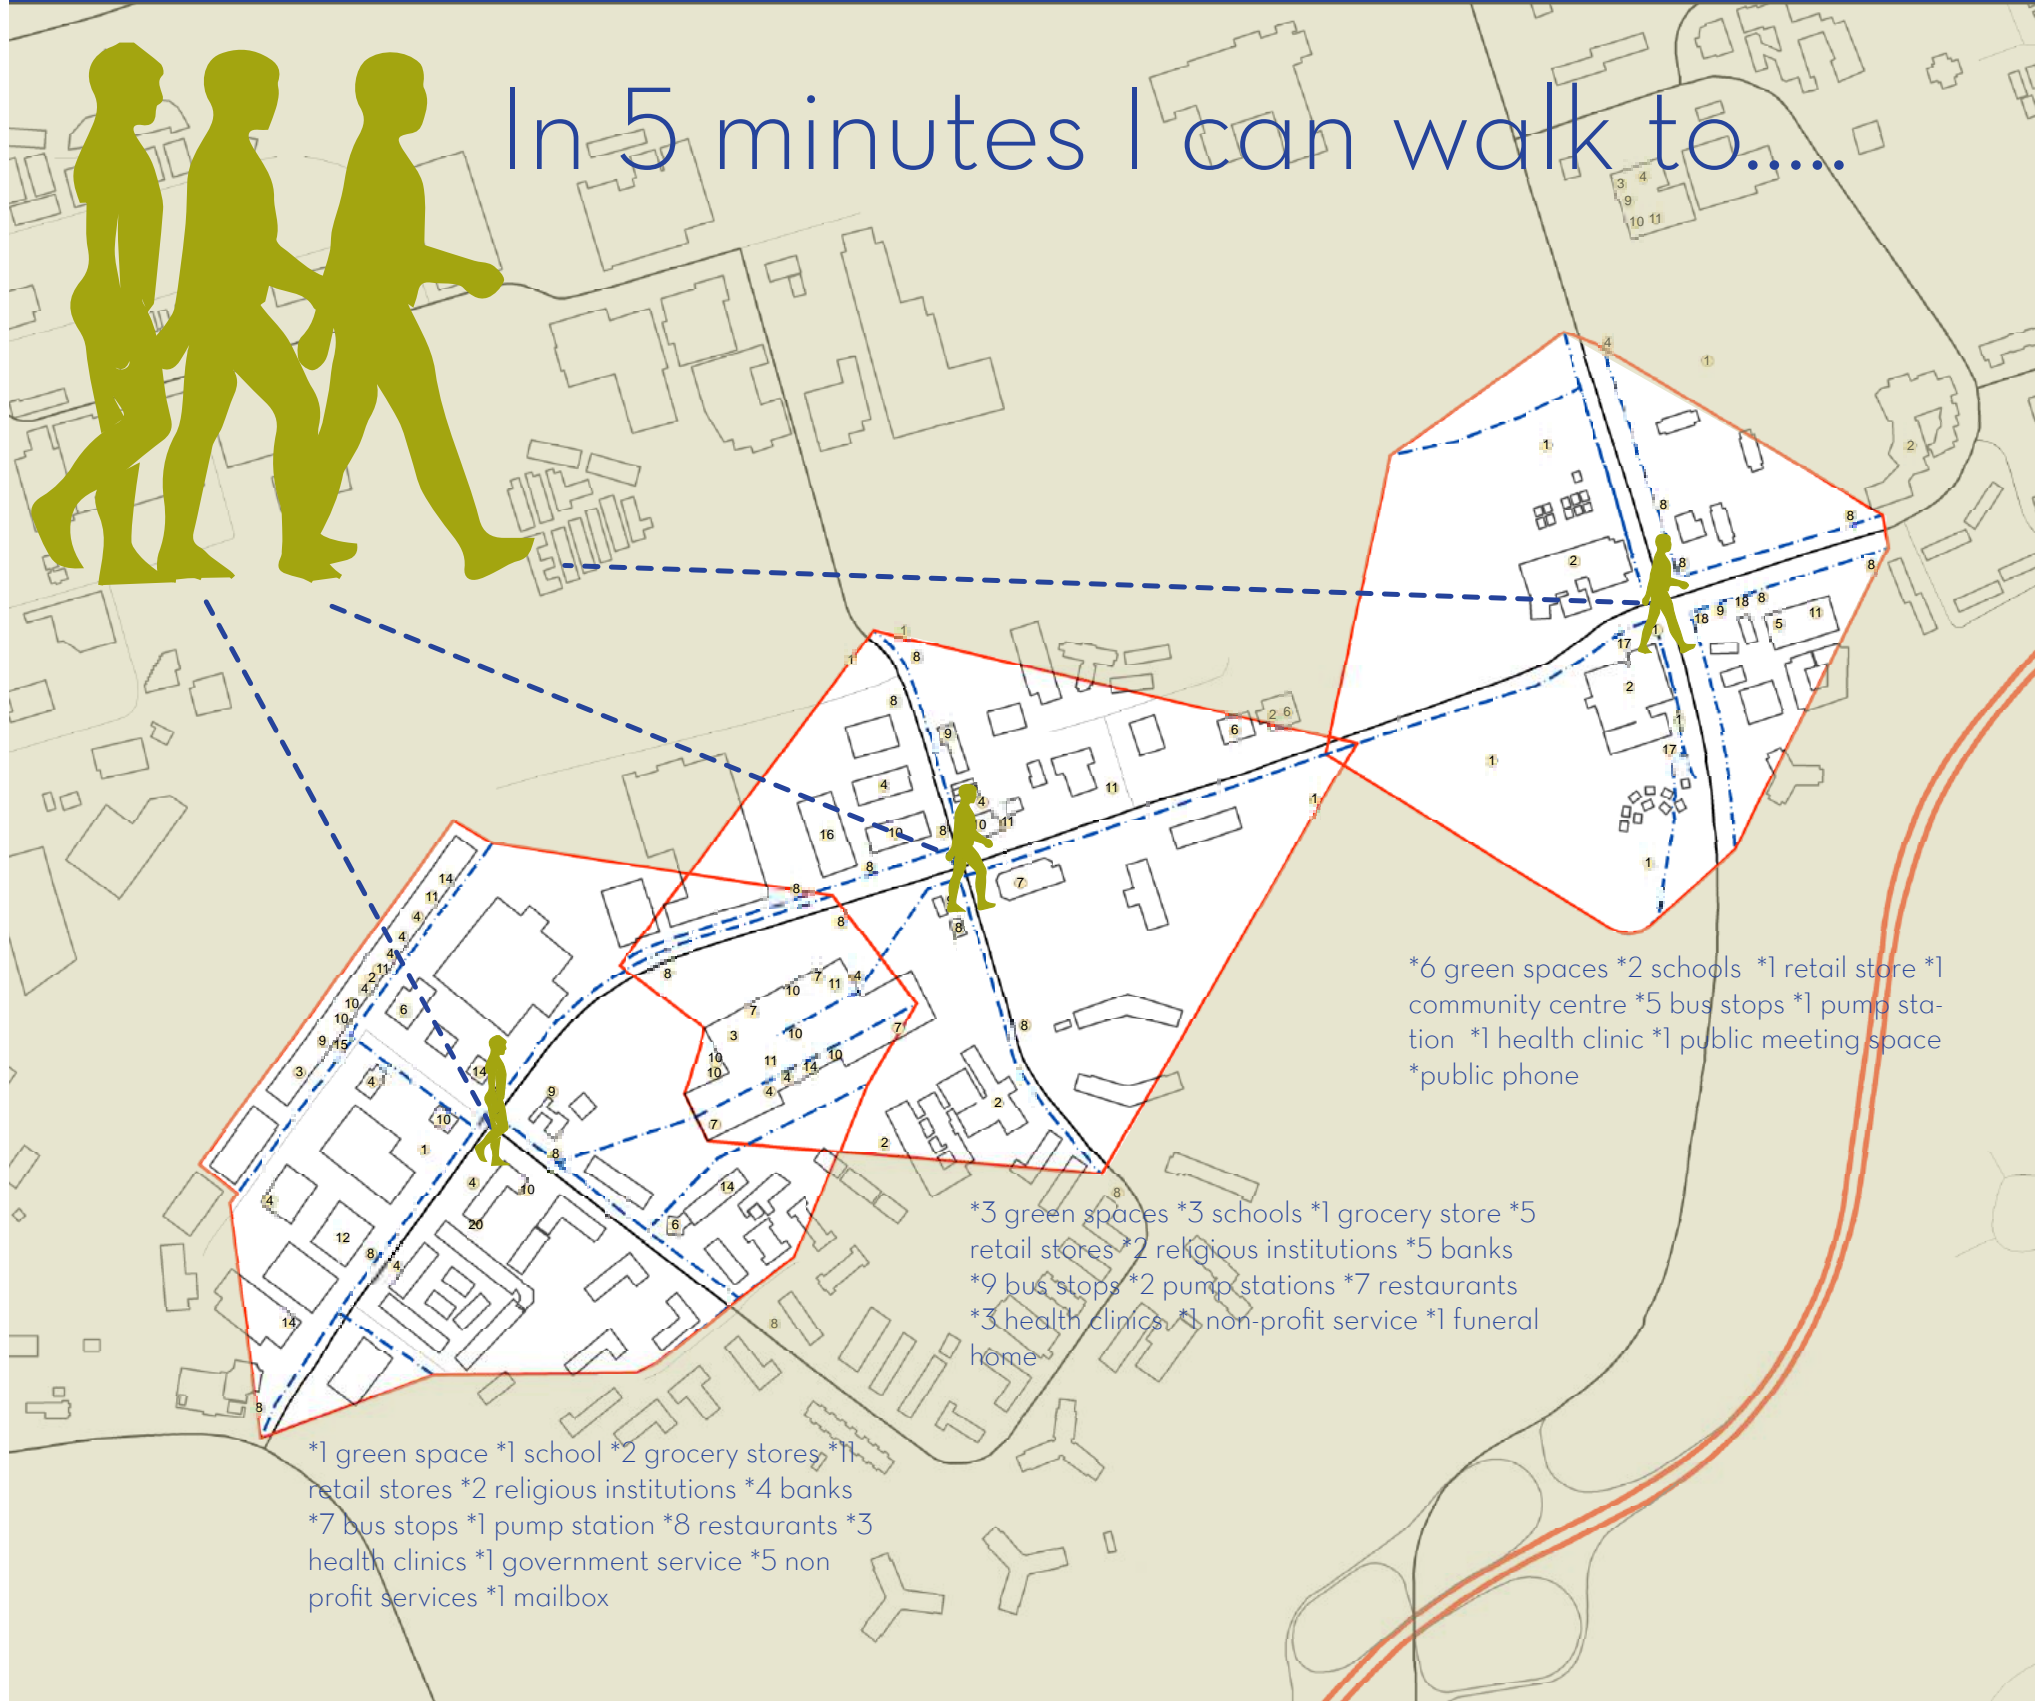 In 5 minutes I can walk to.....
*6 green spaces *2 schools  *1 retail store *1
community centre *5 bus stops *1 pump sta-
tion  *1 health clinic *1 public meeting space
*public phone
*3 green spaces *3 schools *1 grocery store *5
retail stores *2 religious institutions *5 banks
*9 bus stops *2 pump stations *7 restaurants
*3 health clinics  *1 non-profit service *1 funeral
home
*1 green space *1 school *2 grocery stores *11
retail stores *2 religious institutions *4 banks
*7 bus stops *1 pump station *8 restaurants *3
health clinics *1 government service *5 non
profit services *1 mailbox